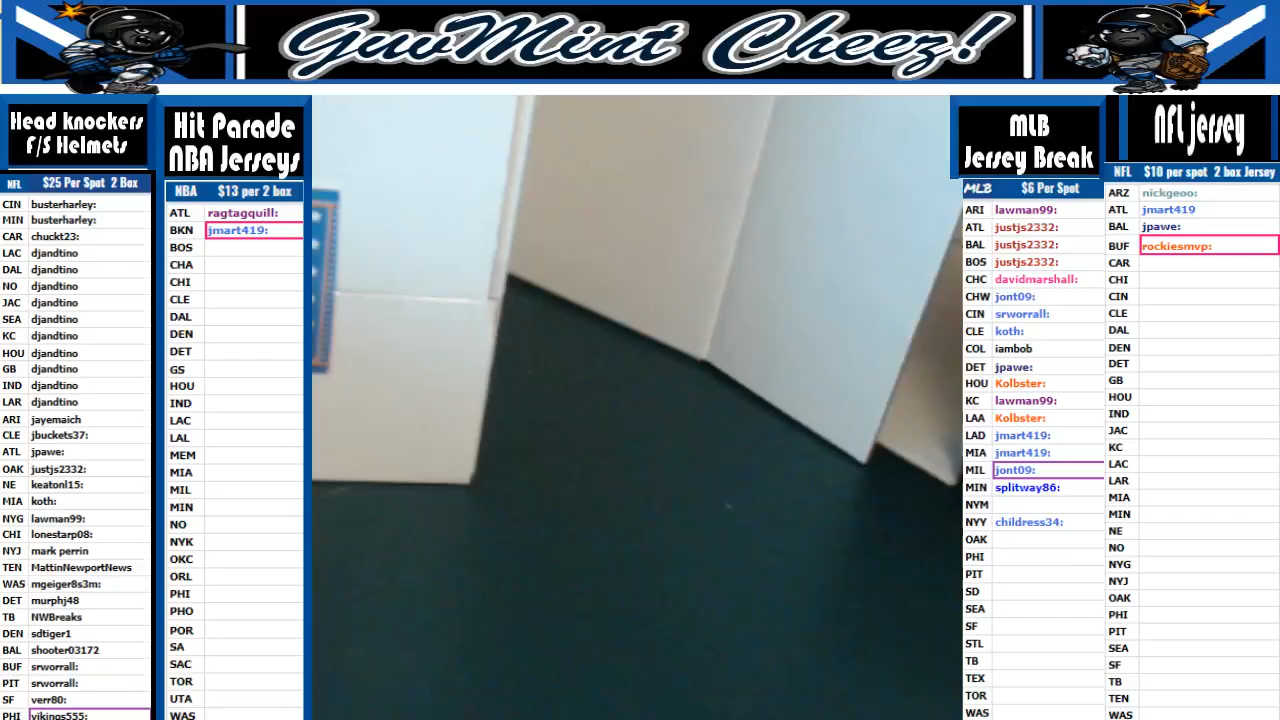 GuvMint Cheez!
Head knockers
F/S Helmets
NFL $25 Per Spot 2 Box
CIN busterharley:
MIN busterharley:
CAR chuckt23:
LAC djandtino
DAL djandtino
NO djandtino
JAC djandtino
SEA djandtino
KC djandtino
HOU djandtino
GB djandtino
IND djandtino
LAR djandtino
ARI jayemaich
CLE jbuckets37:
ATL jpawe:
OAK justjs2332:
NE keatonl15:
MIA koth:
NYG lawman99:
CHI lonestarp08:
NYJ mark perrin
TEN MattinNewportNews
WAS mgeiger8s3m:
DET murphj48
TB NWBreaks
DEN sdtiger1
BAL shooter03172
BUF srworrall:
PIT srworrall:
SF verr80:
PHI vikings555:
Hit Parade
NBA Jerseys
NBA $13 per 2 box
ATL ragtagquill:
BKN jmart419:
BOS
CHA
CHI
CLE
DAL
DEN
DET
GS
HOU
IND
LAC
LAL
MEM
MIA
MIL
MIN
NO
NYK
OKC
ORL
PHI
PHO
POR
SA
SAC
TOR
UTA
WAS
MLB
Jersey Break
MLB $6 Per Spot
ARI lawman99:
ATL justjs2332:
BAL justjs2332:
BOS justjs2332:
CHC davidmarshall:
CHW jont09:
CIN srworrall:
CLE koth:
COL iambob
DET jpawe:
HOU Kolbster:
KC lawman99:
LAA Kolbster:
LAD jmart419:
MIA jmart419:
MIL jont09:
MIN splitway86:
NYM
NYY childress34:
OAK
PHI
PIT
SD
SEA
SF
STL
TB
TEX
TOR
WAS
NFL jersey
NFL $10 per spot 2 box Jersey
ARZ nickgeoo:
ATL jmart419
BAL jpawe:
BUF rockiesmvp:
CAR
CHI
CIN
CLE
DAL
DEN
DET
GB
HOU
IND
JAC
KC
LAC
LAR
MIA
MIN
NE
NO
NYG
NYJ
OAK
PHI
PIT
SEA
SF
TB
TEN
WAS